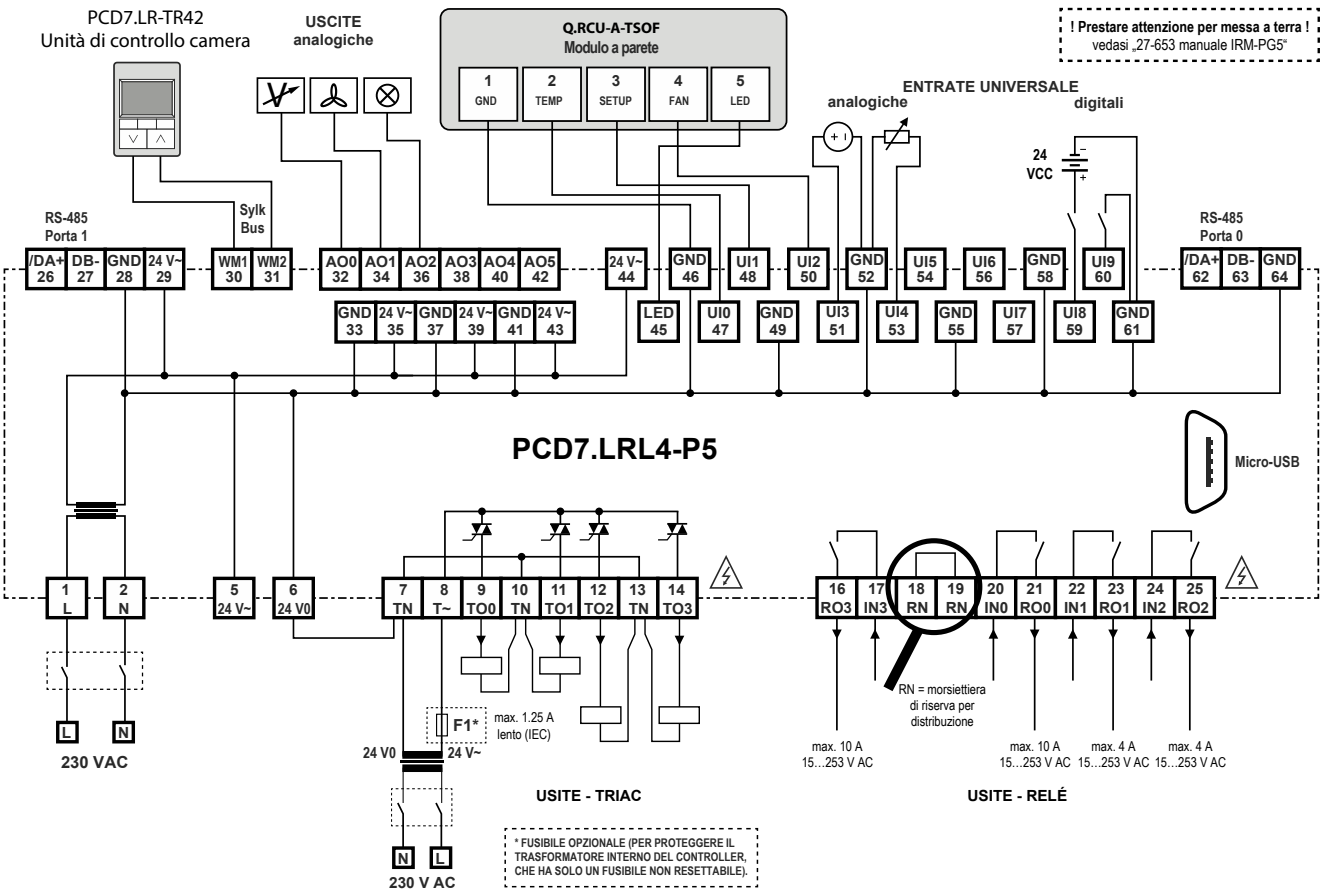 PCD7.LR-TR42
Unità di controllo camera
USCITE
analogiche
Q.RCU-A-TSOF
Modulo a parete
1 2 3 4 5
GND TEMP SETUP FAN LED
! Prestare attenzione per messa a terra !
vedasi „27-653 manuale IRM-PG5“
ENTRATE UNIVERSALE
analogiche
digitali
+ −
24
VCC
−
+
RS-485
Porta 1
Sylk
Bus
RS-485
Porta 0
/DA+ DB- GND 24 V~
26 27 28 29
WM1 WM2
30 31
AO0 AO1 AO2 AO3 AO4 AO5
32 34 36 38 40 42
24 V~
44
GND
46
UI1
48
UI2
50
GND
52
UI5
54
UI6
56
GND
58
UI9
60
/DA+ DB- GND
62 63 64
GND 24 V~ GND 24 V~ GND 24 V~
33 35 37 39 41 43
LED
45
UI0
47
GND
49
UI3
51
UI4
53
GND
55
UI7
57
UI8
59
GND
61
PCD7.LRL4-P5
Micro-USB
1
L
2
N
5
24 V~
6
24 V0
7 8 9 10 11 12 13 14
TN T~ TO0 TN TO1 TO2 TN TO3
16 17 18 19 20 21 22 23 24 25
RO3 IN3 RN RN IN0 RO0 IN1 RO1 IN2 RO2
L N
230 VAC
F1*
max. 1.25 A
lento (IEC)
24 V0
24 V~
N L
230 V AC
RN = morsiettiera
di riserva per
distribuzione
max. 10 A
15...253 V AC
max. 10 A
15...253 V AC
max. 4 A
15...253 V AC
max. 4 A
15...253 V AC
USITE - TRIAC
USITE - RELÉ
* FUSIBILE OPZIONALE (PER PROTEGGERE IL
TRASFORMATORE INTERNO DEL CONTROLLER,
CHE HA SOLO UN FUSIBILE NON RESETTABILE).